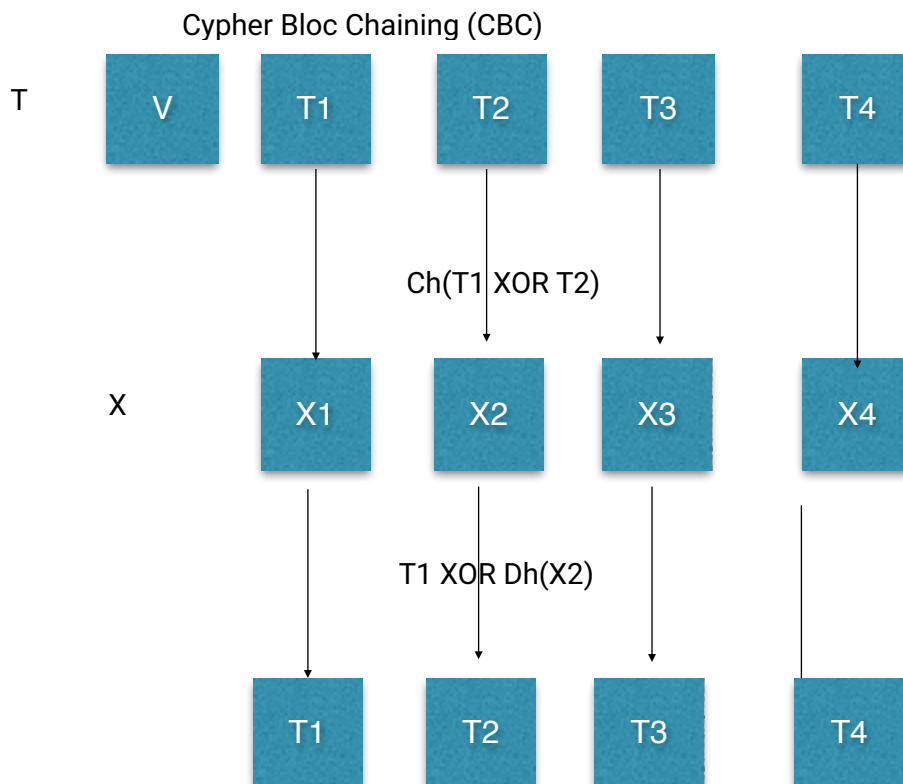 Cypher Bloc Chaining (CBC)
T
V T1 T2 T3 T4
Ch(T1 XOR T2)
X
X1 X2 X3 X4
T1 XOR Dh(X2)
T1 T2 T3 T4